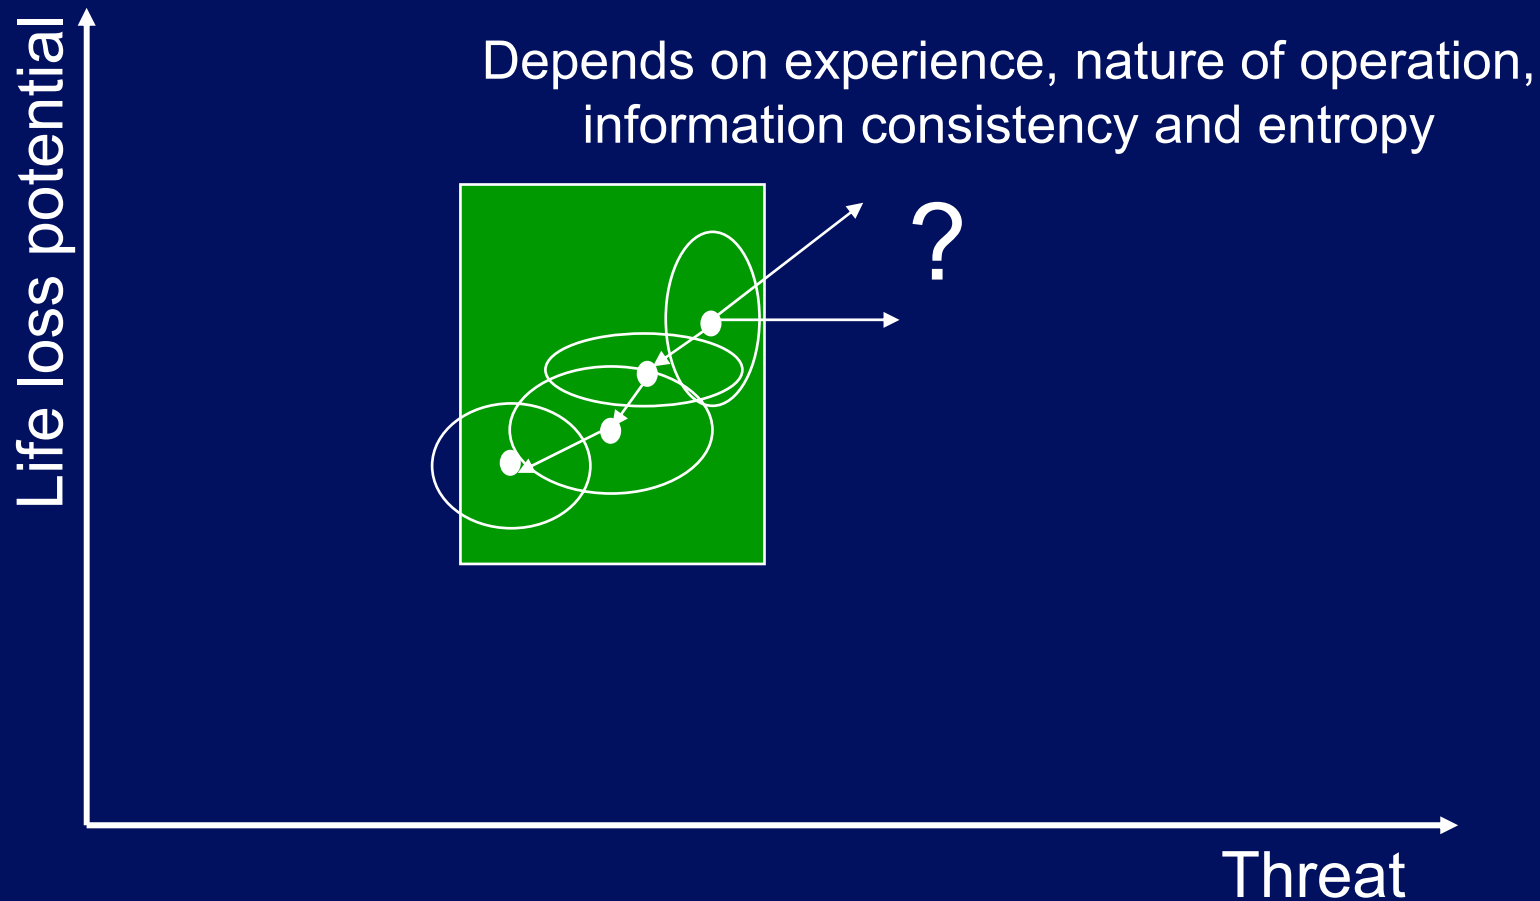 Life loss potential
Depends on experience, nature of operation,
information consistency and entropy
?
Threat